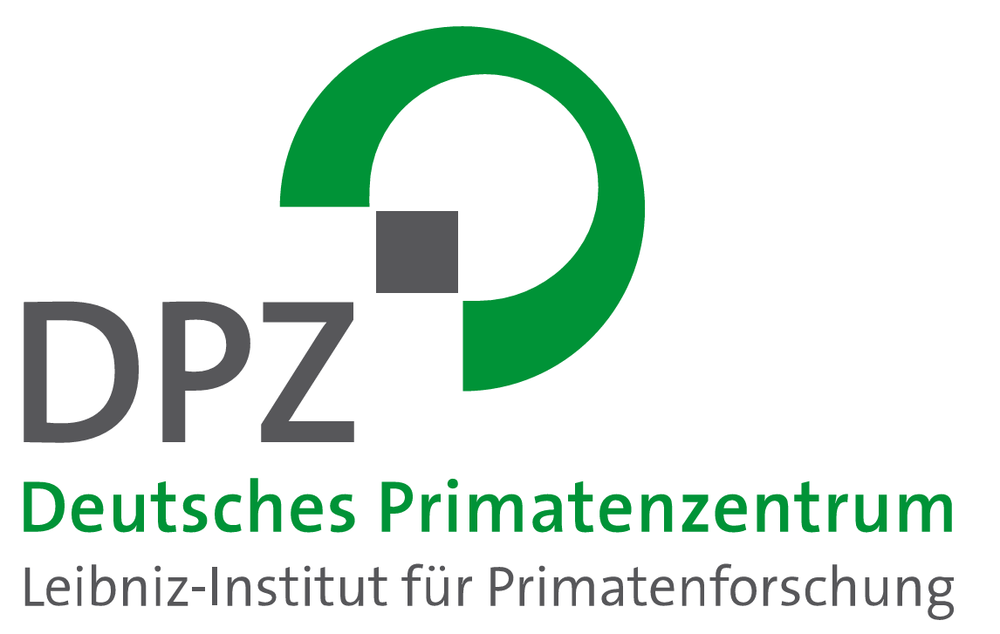 DPZ
Deutsches Primatenzentrum
Leibniz-Institut für Primatenforschung